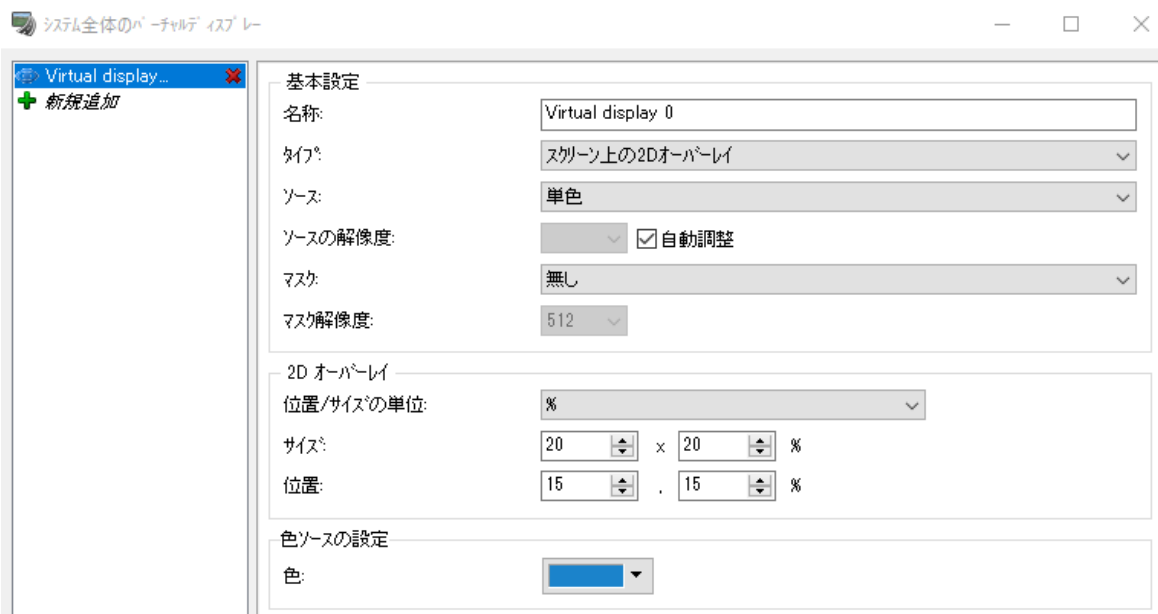 システム全体のバーチャルディスプレー
Virtual display...
新規追加
基本設定
名称:
Virtual display 0
タイプ:
スクリーン上の2Dオーバーレイ
ソース:
単色
ソースの解像度:
自動調整
マスク:
無し
マスク解像度:
512
2D オーバーレイ
位置/サイズの単位:
%
サイズ:
20 x 20 %
位置:
15 , 15 %
色ソースの設定
色: